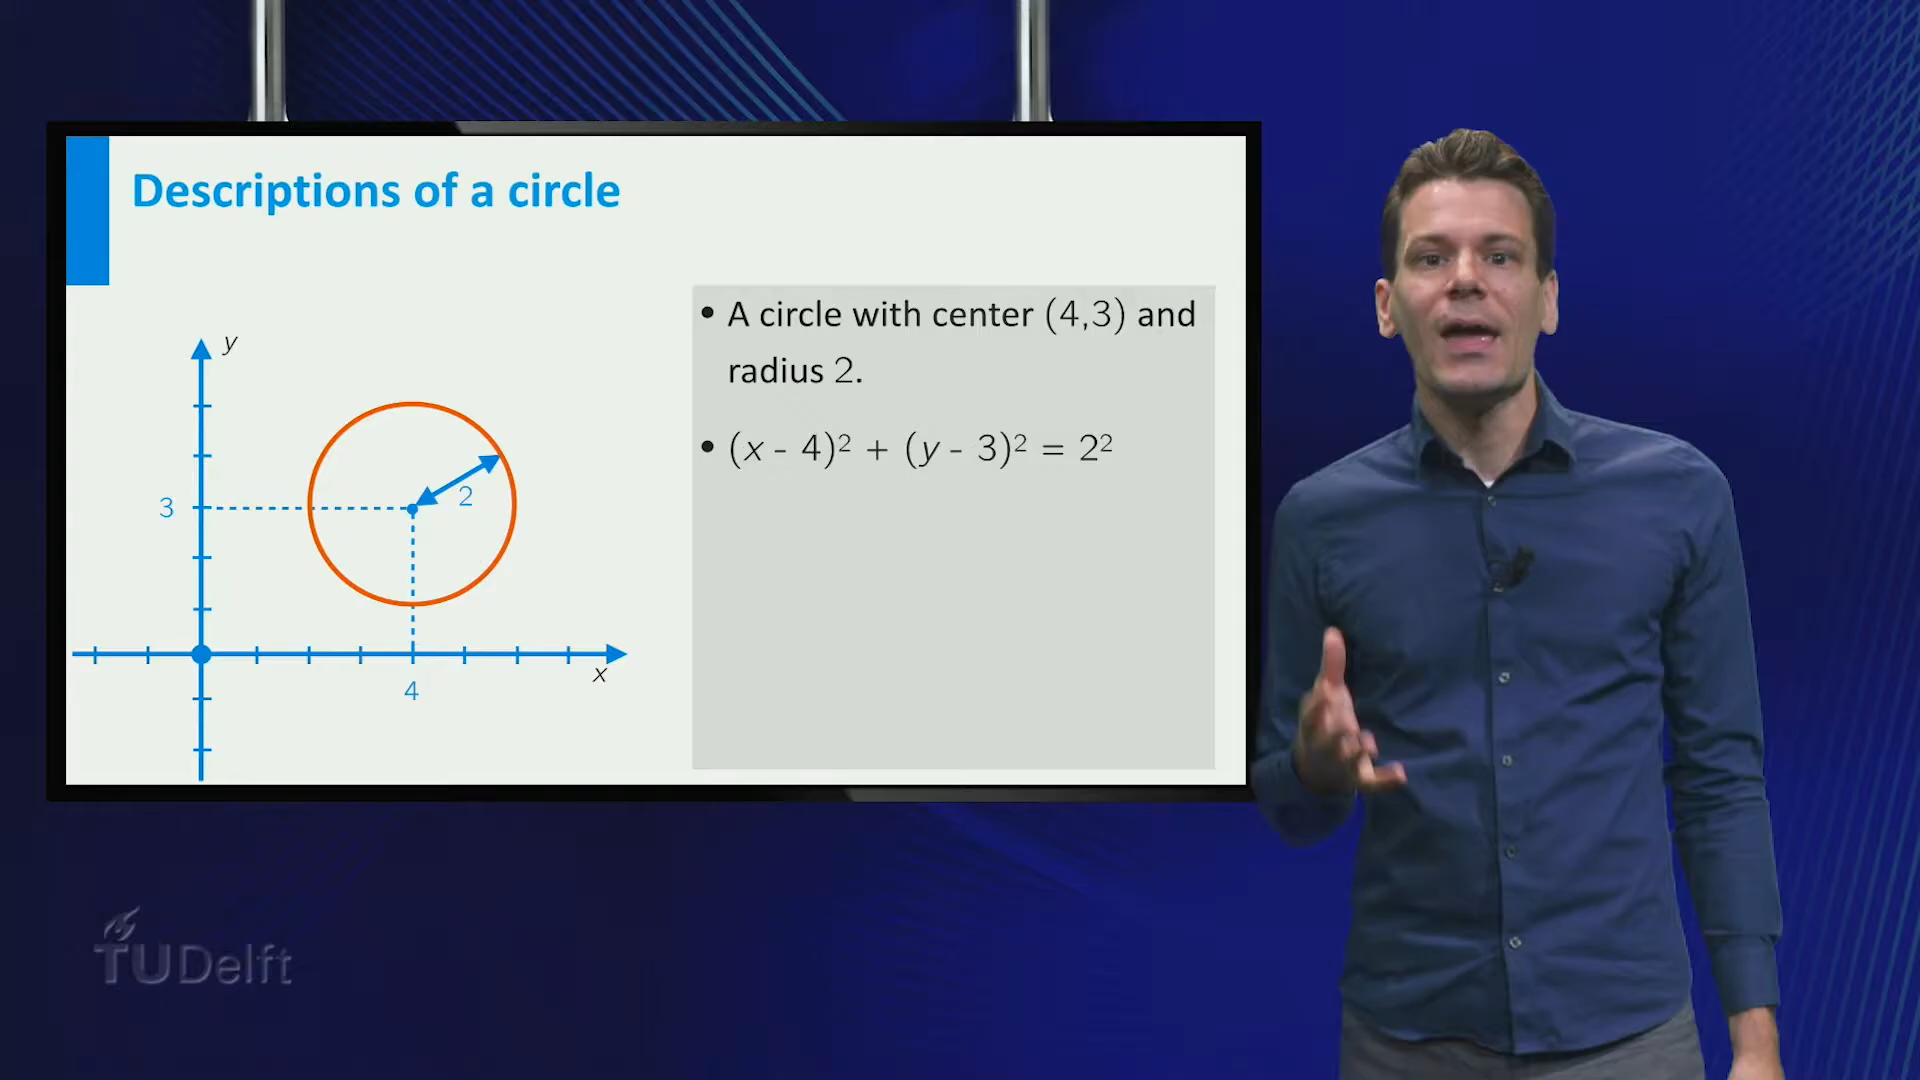 Descriptions of a circle
y
3
2
4
x
• A circle with center (4,3) and
radius 2.
• (x - 4)² + (y - 3)² = 2²
TUDelft